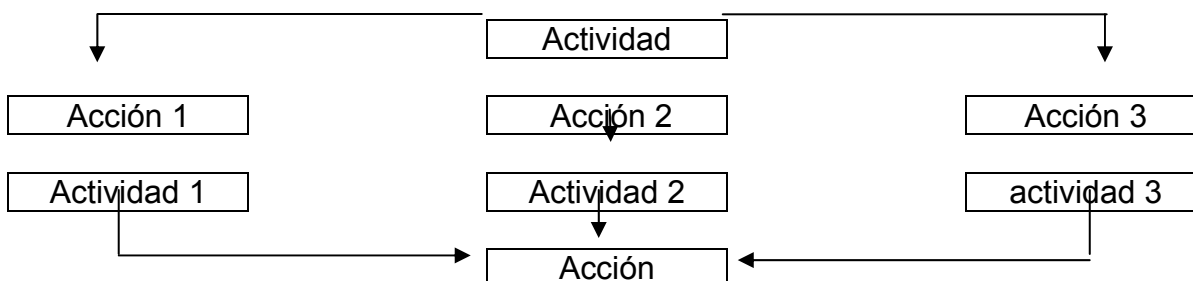 Actividad
Acción 1
Acción 2
Acción 3
Actividad 1
Actividad 2
actividad 3
Acción